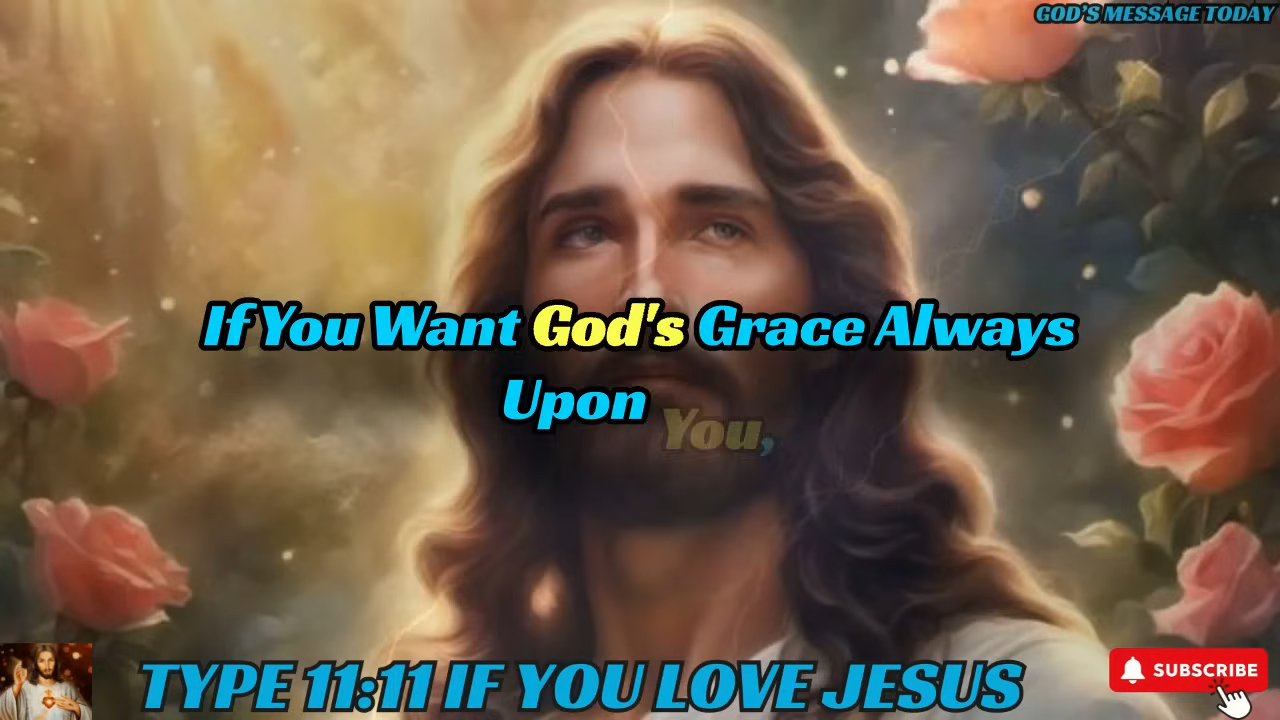 GOD'S MESSAGE TODAY
If You Want God's Grace Always
Upon You,
TYPE 11:11 IF YOU LOVE JESUS
SUBSCRIBE